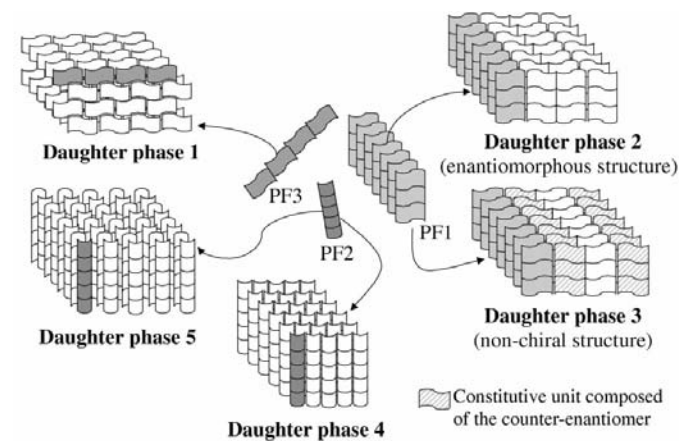 Daughter phase 1
Daughter phase 2
(enantiomorphous structure)
PF3
PF1
PF2
Daughter phase 5
Daughter phase 3
(non-chiral structure)
Daughter phase 4
Constitutive unit composed
of the counter-enantiomer